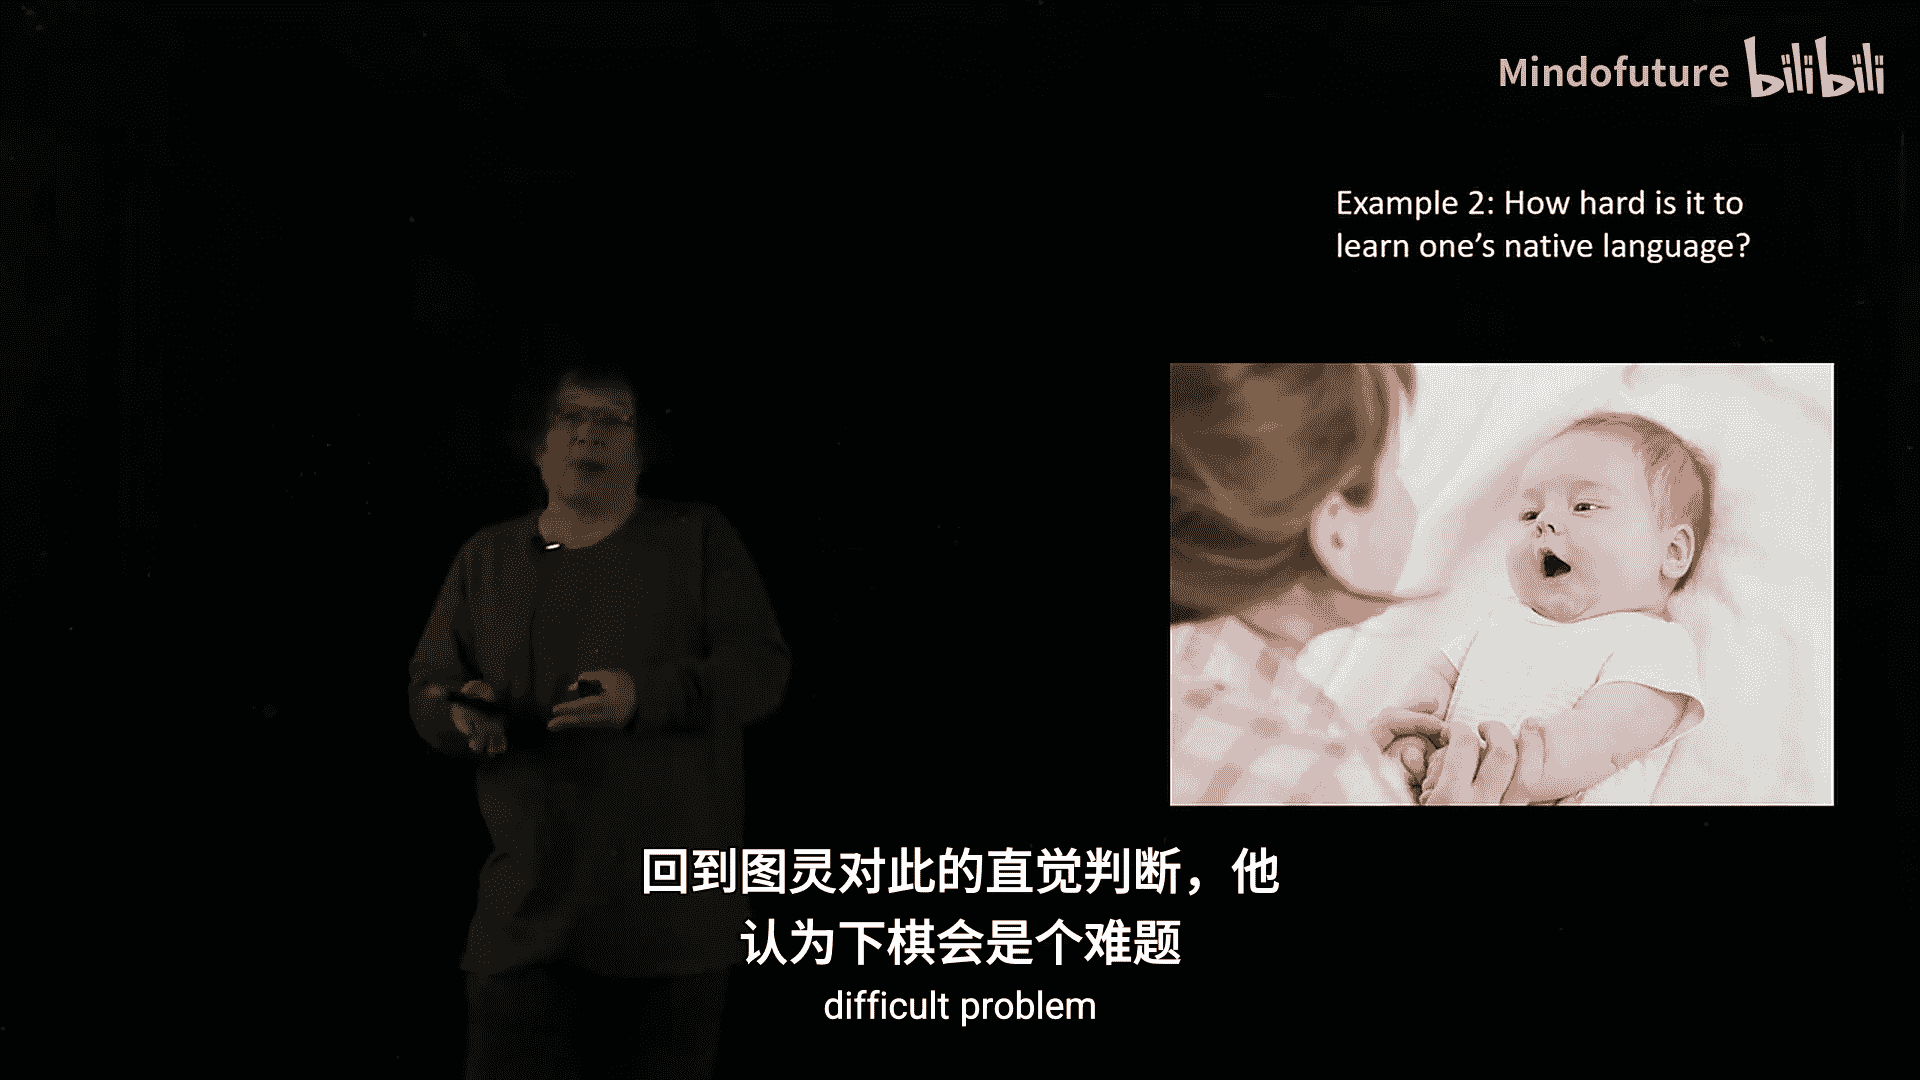 Mindofuture bilibili
Example 2: How hard is it to
learn one’s native language?
回到图灵对此的直觉判断，他
认为下棋会是个难题
difficult problem